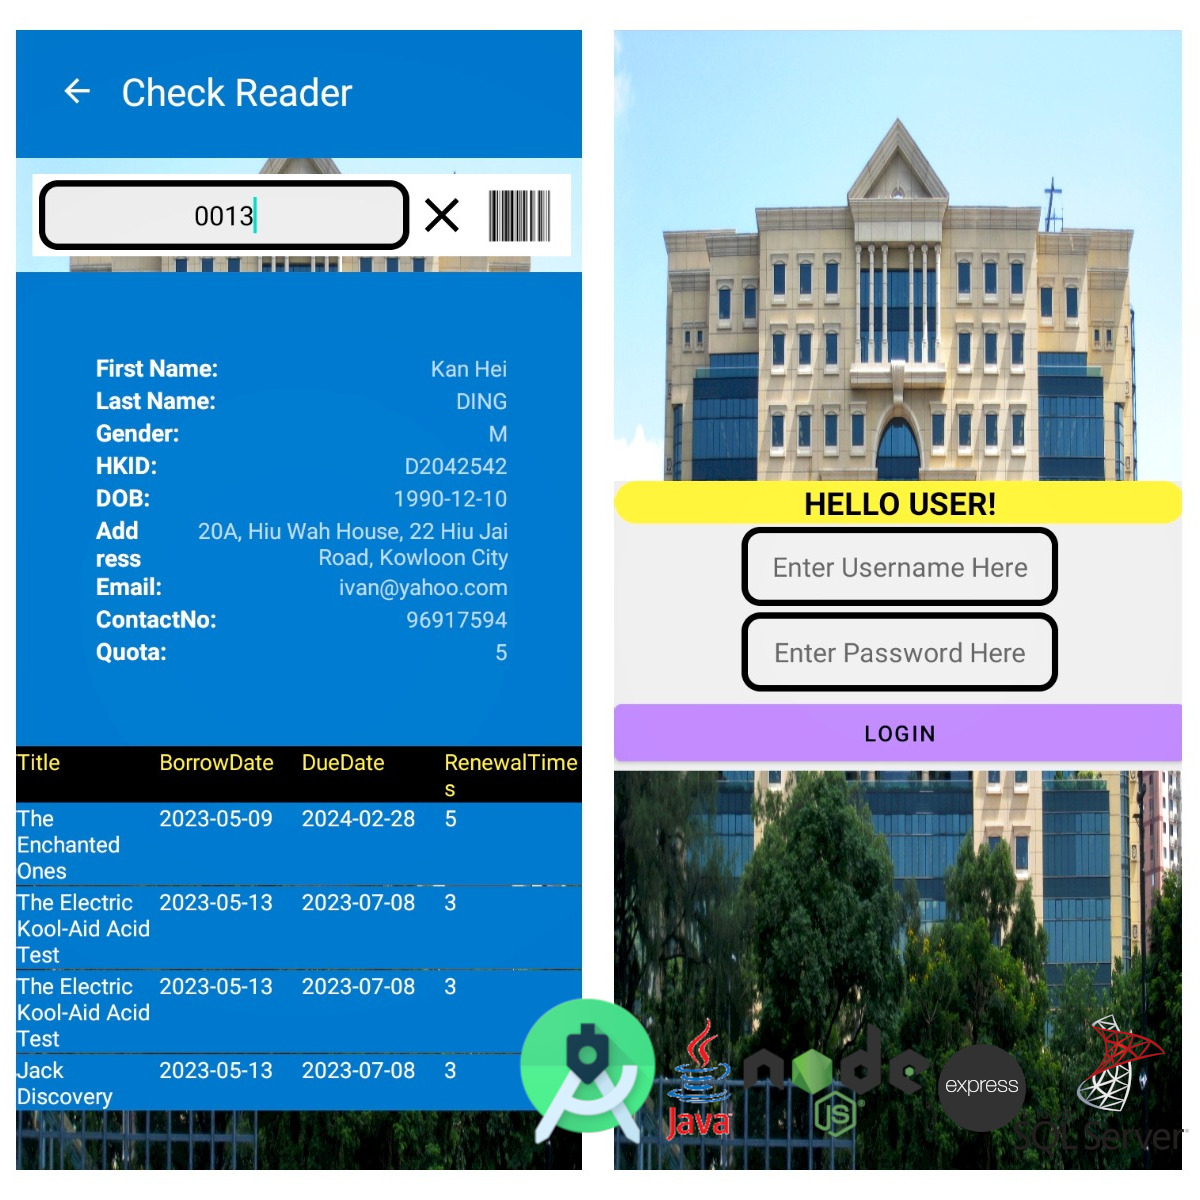 Check Reader
0013
First Name: Kan Hei
Last Name: DING
Gender: M
HKID: D2042542
DOB: 1990-12-10
Add 20A, Hiu Wah House, 22 Hiu Jai
ress Road, Kowloon City
Email: ivan@yahoo.com
ContactNo: 96917594
Quota: 5
Title BorrowDate DueDate RenewalTime
s
The 2023-05-09 2024-02-28 5
Enchanted
Ones
The Electric 2023-05-13 2023-07-08 3
Kool-Aid Acid
Test
The Electric 2023-05-13 2023-07-08 3
Kool-Aid Acid
Test
Jack 2023-05-13 2023-07-08 3
Discovery
HELLO USER!
Enter Username Here
Enter Password Here
LOGIN
Java
node
JS
express
SQL Server